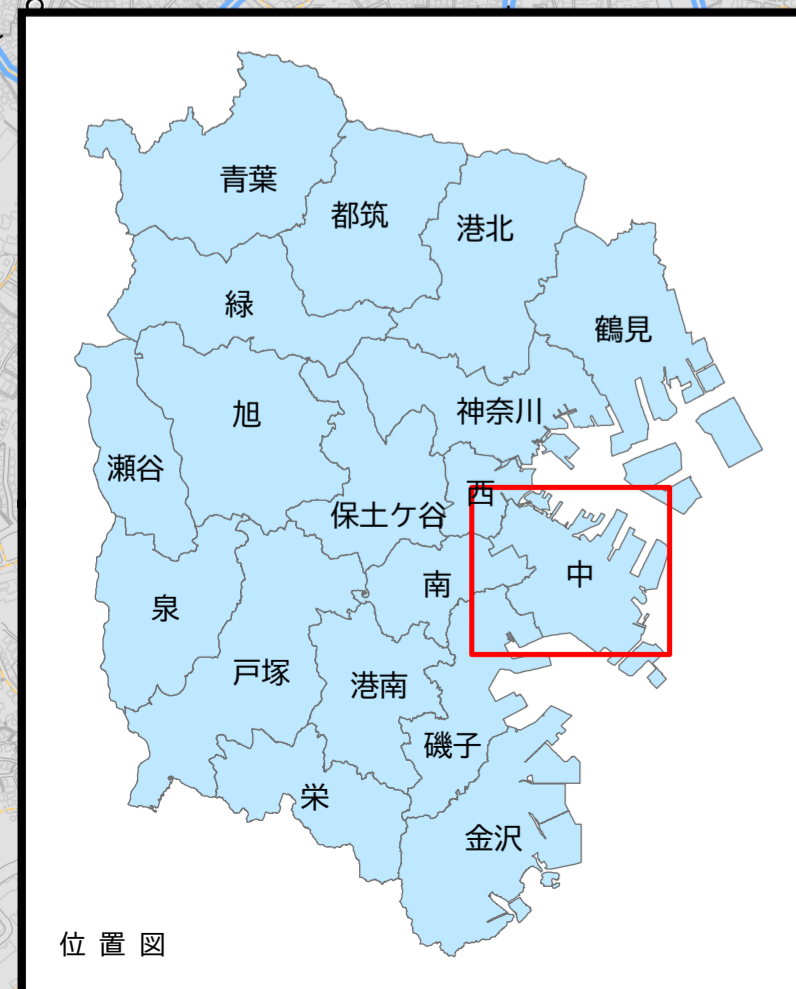 青葉
都筑
港北
緑
鶴見
旭
神奈川
瀬谷
西
保土ケ谷
中
南
泉
戸塚
港南
磯子
栄
金沢
位置図